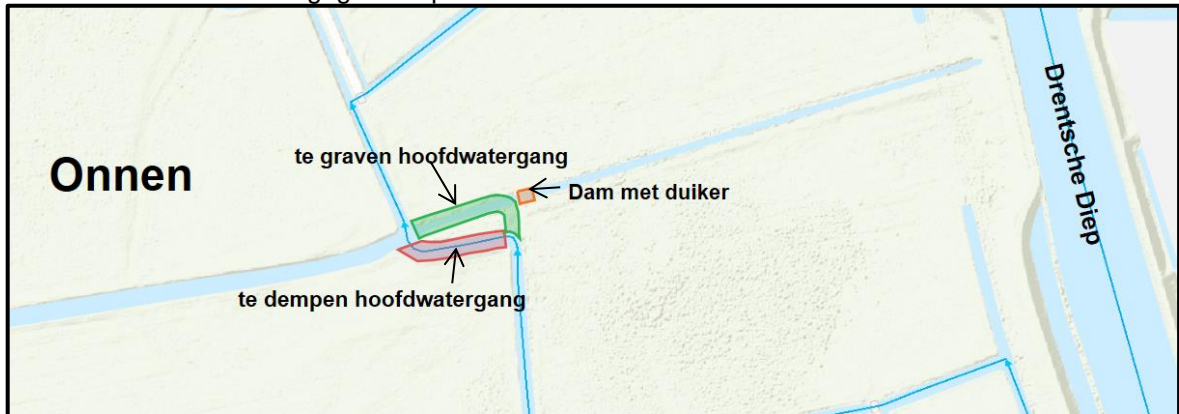 Onnen
te graven hoofdwatergang
Dam met duiker
te dempen hoofdwatergang
Drentsche Diep